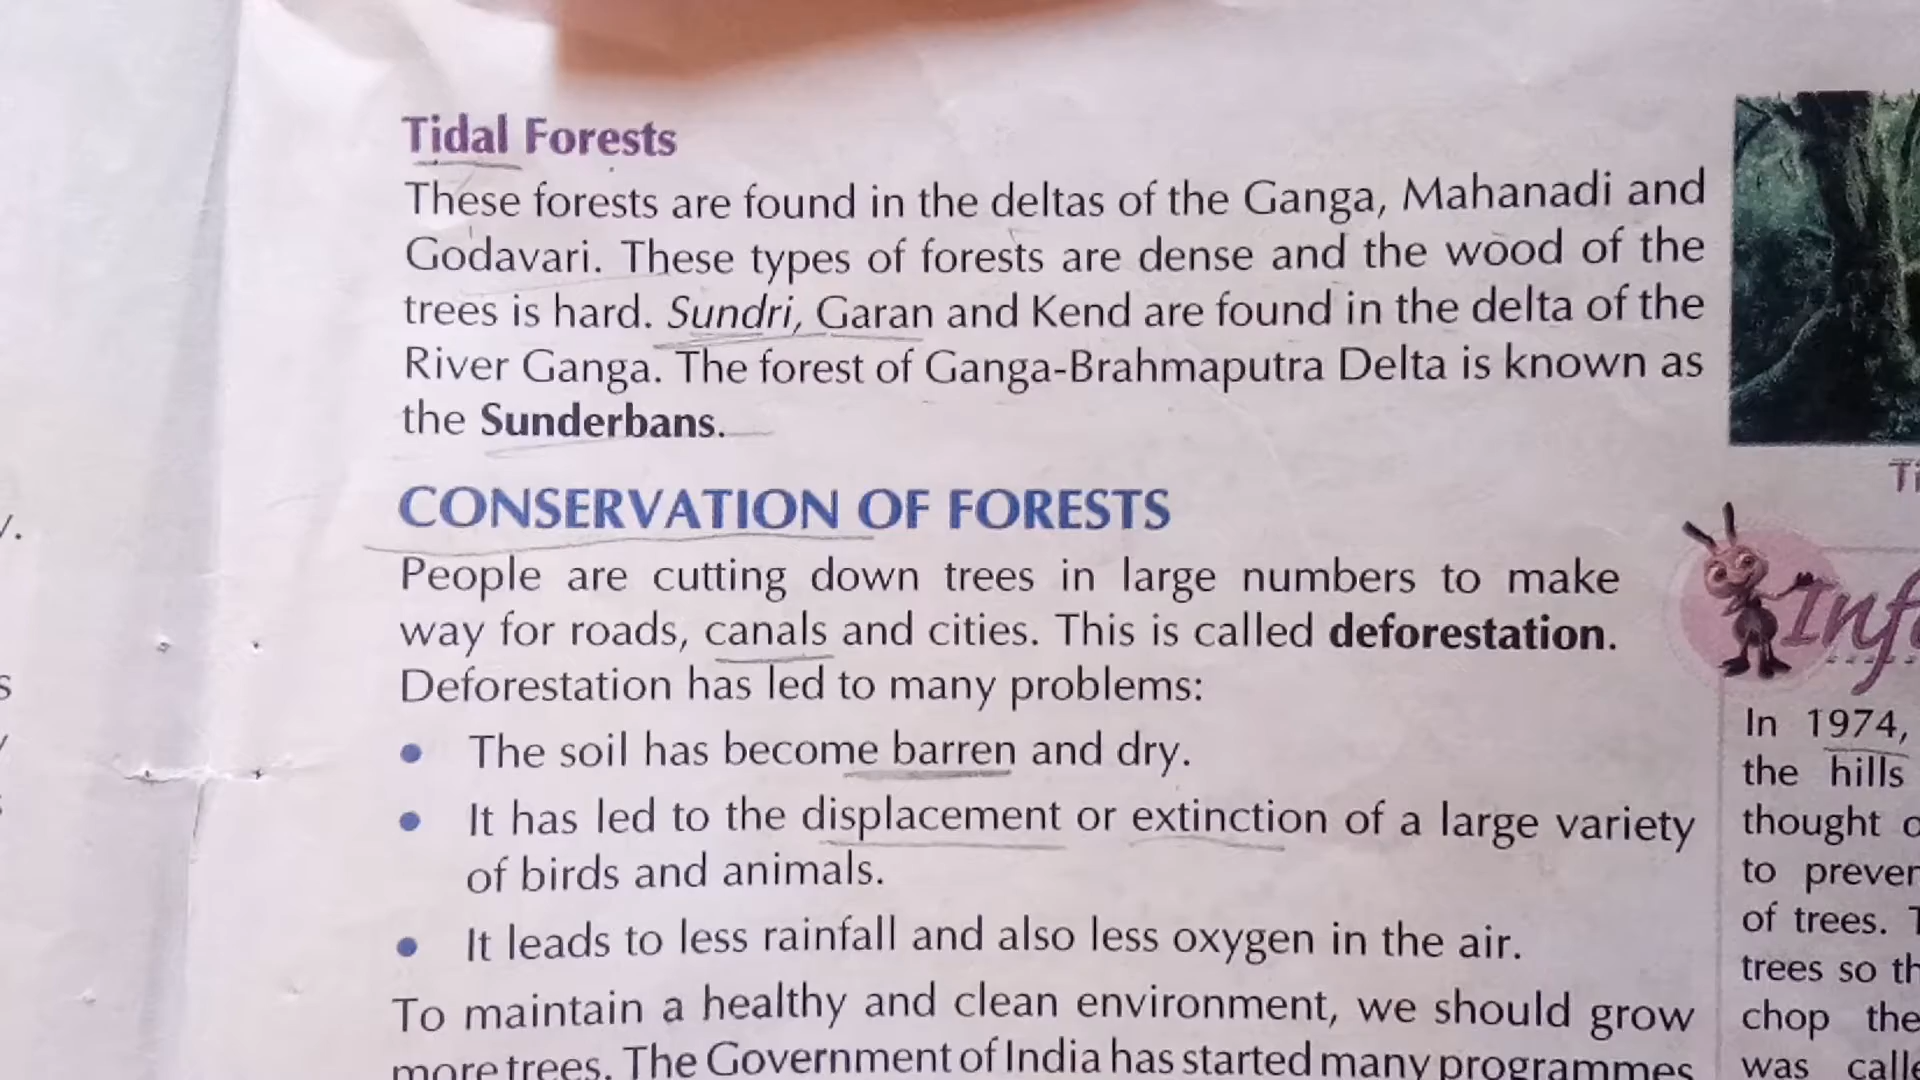 Tidal Forests
These forests are found in the deltas of the Ganga, Mahanadi and
Godavari. These types of forests are dense and the wood of the
trees is hard. Sundri, Garan and Kend are found in the delta of the
River Ganga. The forest of Ganga-Brahmaputra Delta is known as
the Sunderbans.
CONSERVATION OF FORESTS
People are cutting down trees in large numbers to make
way for roads, canals and cities. This is called deforestation.
Deforestation has led to many problems:
• The soil has become barren and dry.
• It has led to the displacement or extinction of a large variety
of birds and animals.
• It leads to less rainfall and also less oxygen in the air.
To maintain a healthy and clean environment, we should grow
more trees. The Government of India has started many programmes
In 1974,
the hills
thought
to
of trees.
trees so
chop the
was